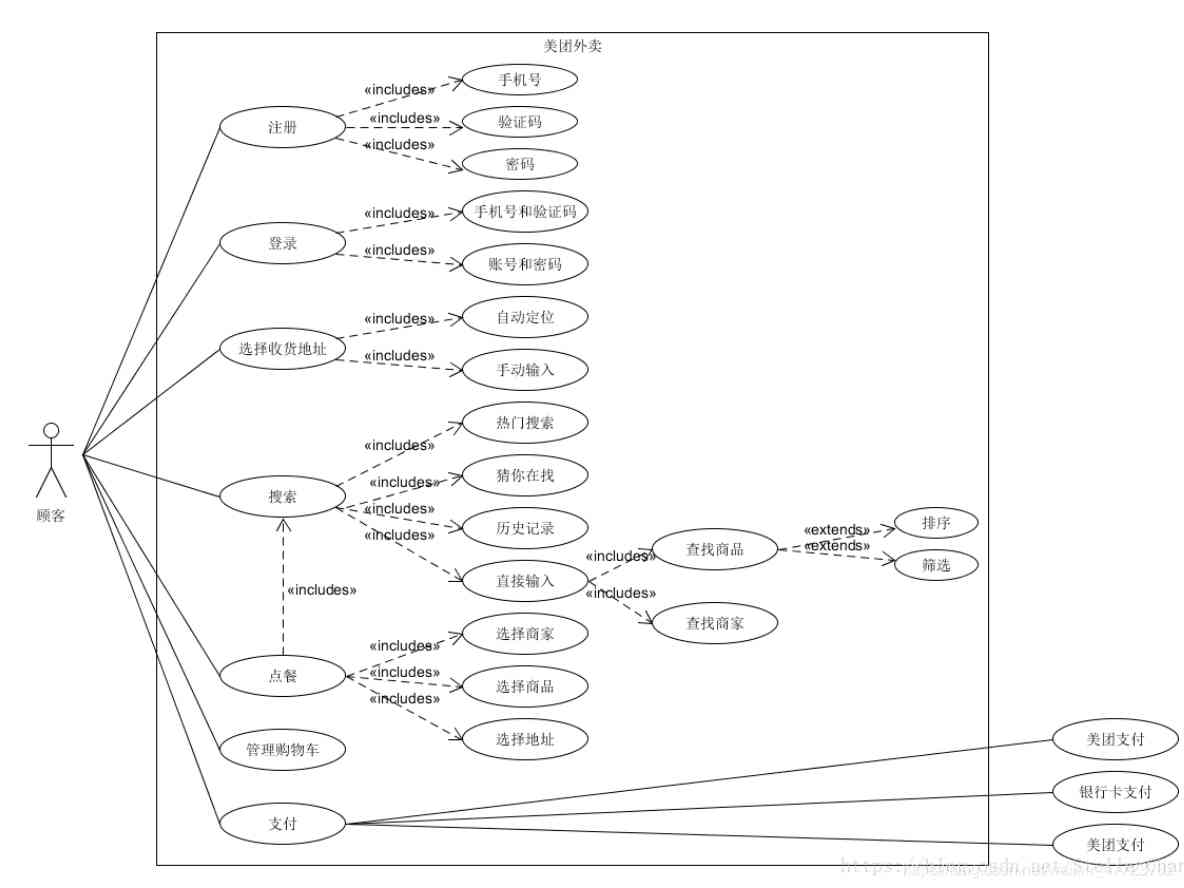 美团外卖
«includes»
手机号
注册
«includes»
验证码
«includes»
密码
«includes»
手机号和验证码
登录
«includes»
账号和密码
«includes»
自动定位
选择收货地址
«includes»
手动输入
热门搜索
«includes»
猜你在找
«includes»
搜索
«includes»
历史记录
«includes»
直接输入
顾客
«includes»
查找商品
«extends»
排序
«extends»
筛选
«includes»
查找商家
«includes»
选择商家
«includes»
点餐
«includes»
选择商品
«includes»
选择地址
管理购物车
支付
美团支付
银行卡支付
美团支付